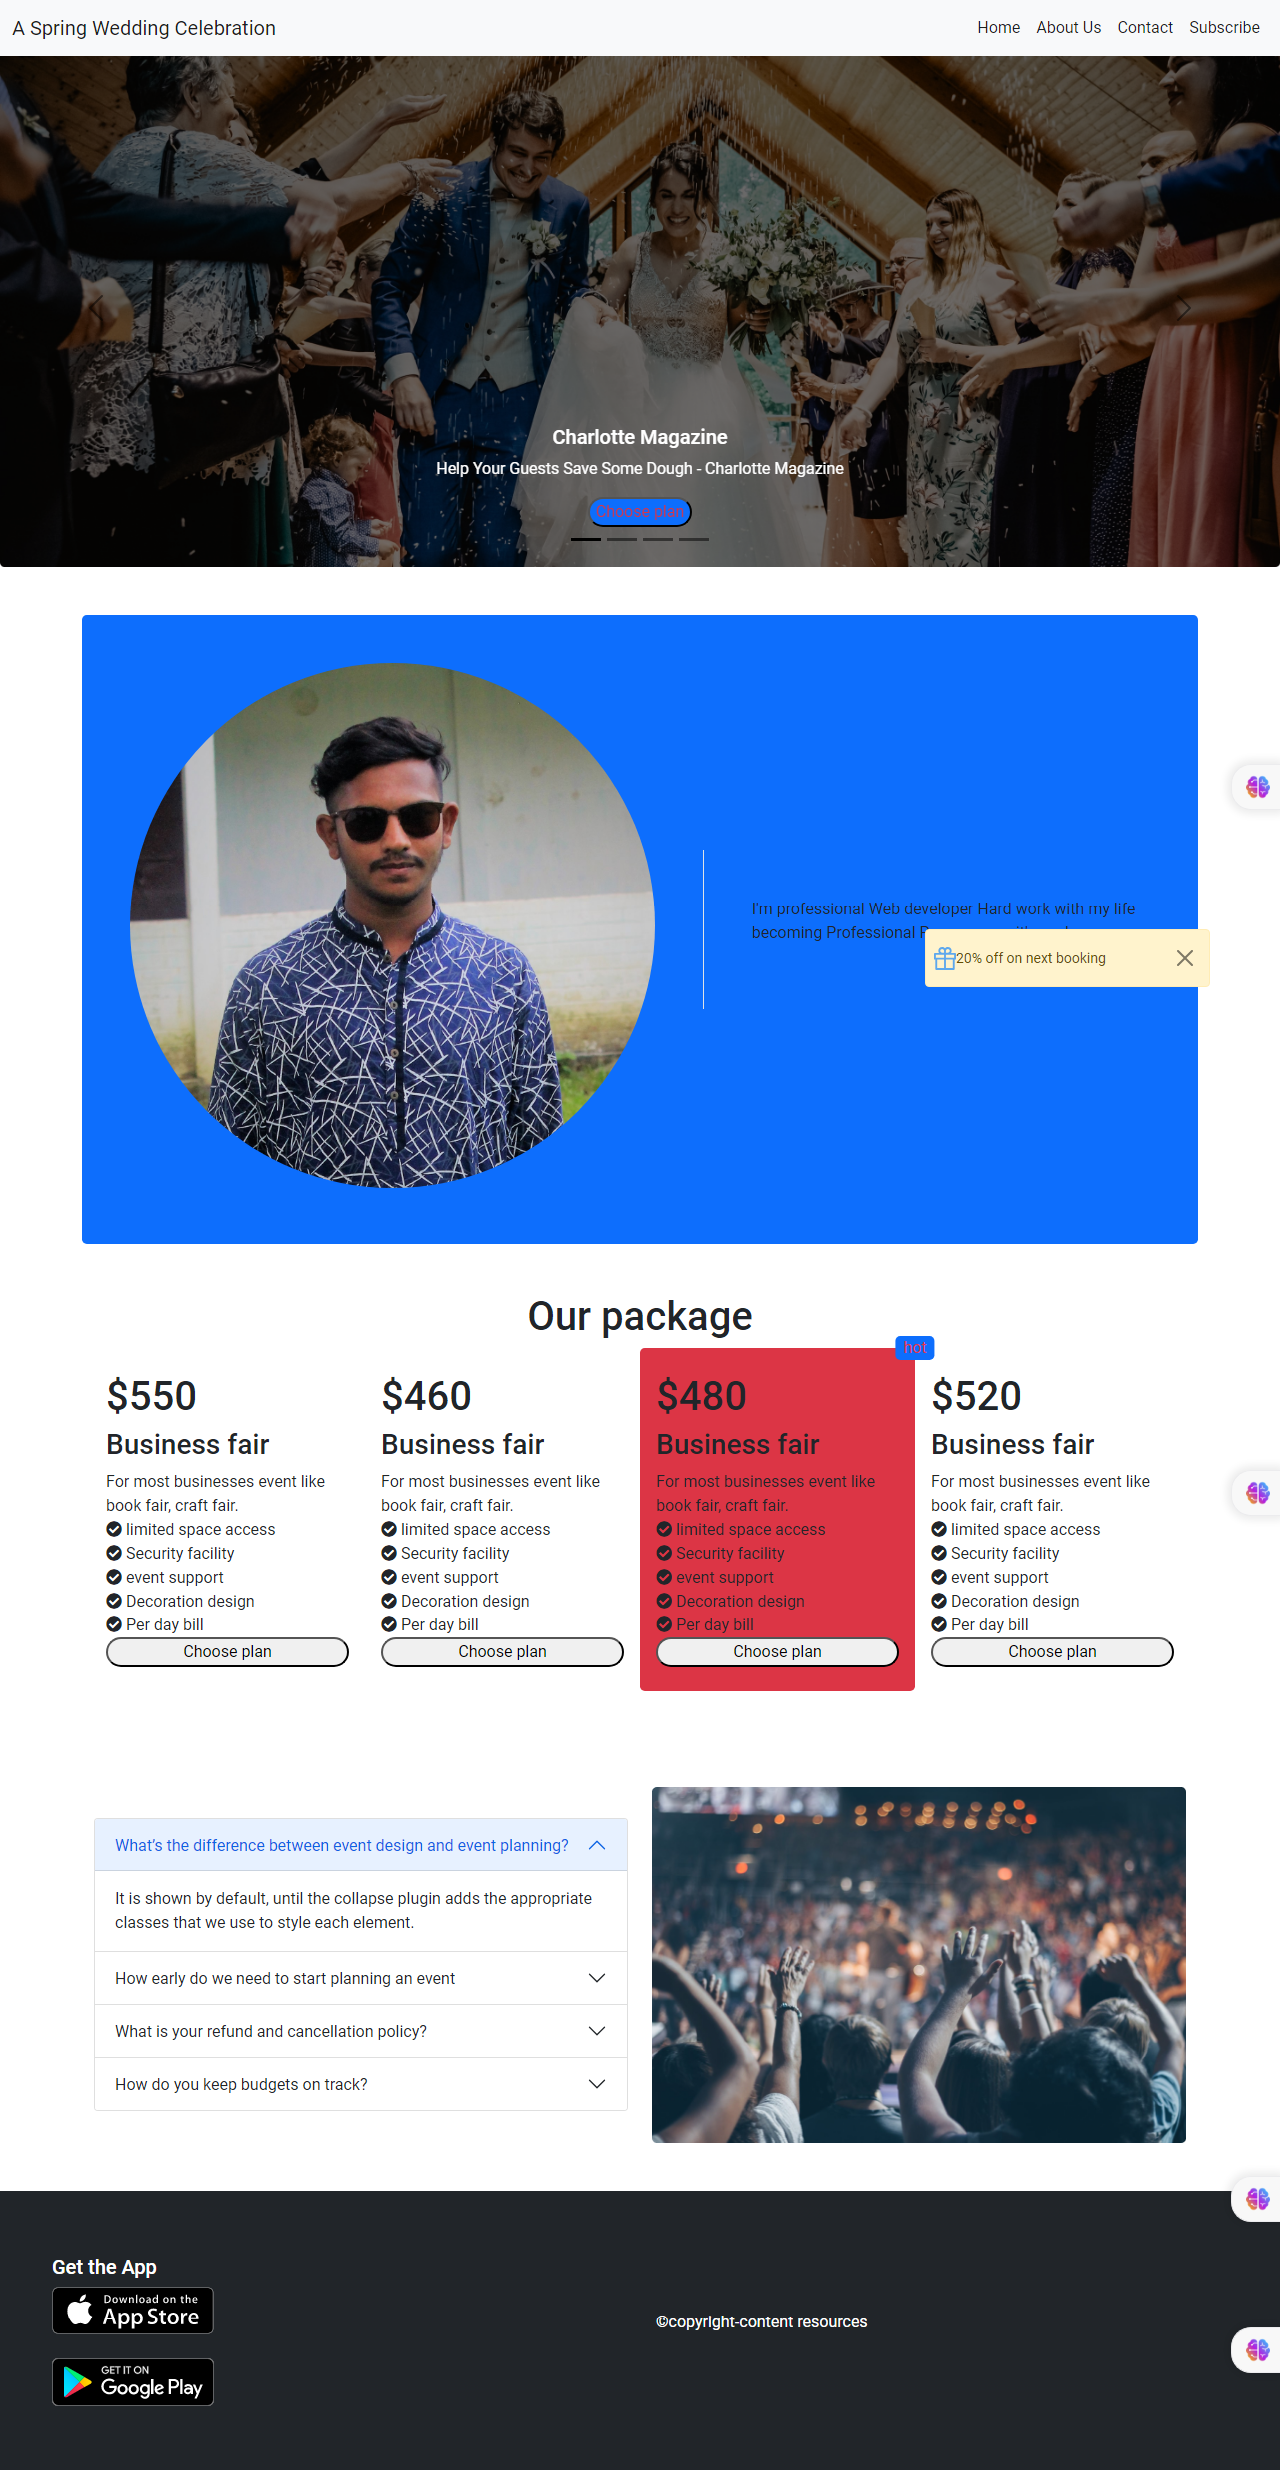 A Spring Wedding Celebration
Home About Us Contact Subscribe
Charlotte Magazine
Help Your Guests Save Some Dough - Charlotte Magazine
Choose plan
I'm professional Web developer Hard work with my life
becoming Professional
20% off on next booking
Our package
hot
$550
Business fair
For most businesses event like
book fair, craft fair.
limited space access
Security facility
event support
Decoration design
Per day bill
Choose plan
$460
Business fair
For most businesses event like
book fair, craft fair.
limited space access
Security facility
event support
Decoration design
Per day bill
Choose plan
$480
Business fair
For most businesses event like
book fair, craft fair.
limited space access
Security facility
event support
Decoration design
Per day bill
Choose plan
$520
Business fair
For most businesses event like
book fair, craft fair.
limited space access
Security facility
event support
Decoration design
Per day bill
Choose plan
What's the difference between event design and event planning?
It is shown by default, until the collapse plugin adds the appropriate
classes that we use to style each element.
How early do we need to start planning an event
What is your refund and cancellation policy?
How do you keep budgets on track?
Get the App
Download on the
App Store
GET IT ON
Google Play
©copyright-content resources